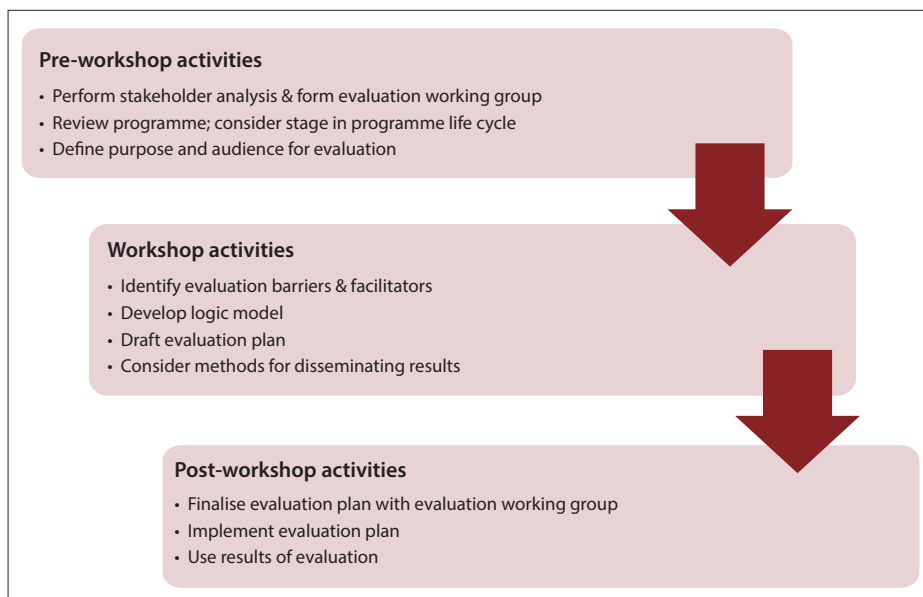 Pre-workshop activities
• Perform stakeholder analysis & form evaluation working group
• Review programme; consider stage in programme life cycle
• Define purpose and audience for evaluation
Workshop activities
• Identify evaluation barriers & facilitators
• Develop logic model
• Draft evaluation plan
• Consider methods for disseminating results
Post-workshop activities
• Finalise evaluation plan with evaluation working group
• Implement evaluation plan
• Use results of evaluation